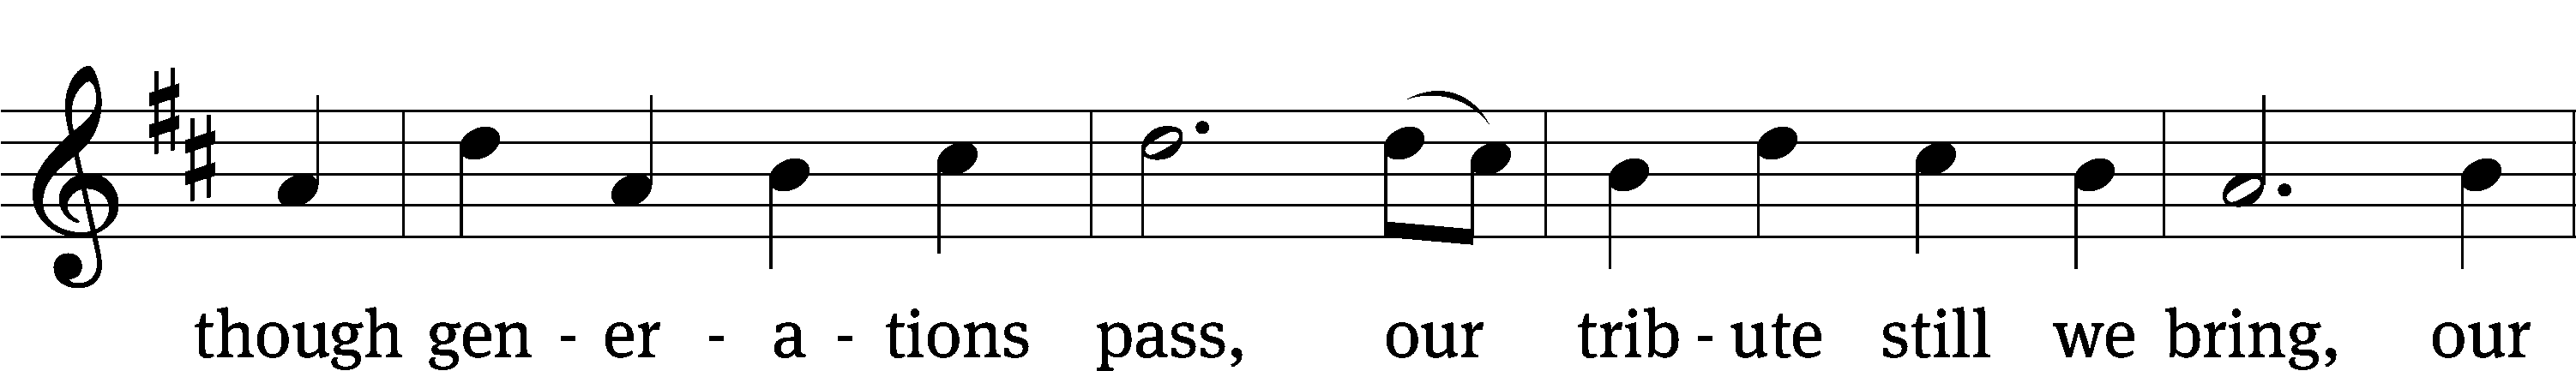 though gen - er - a - tions pass, our trib - ute still we bring, our